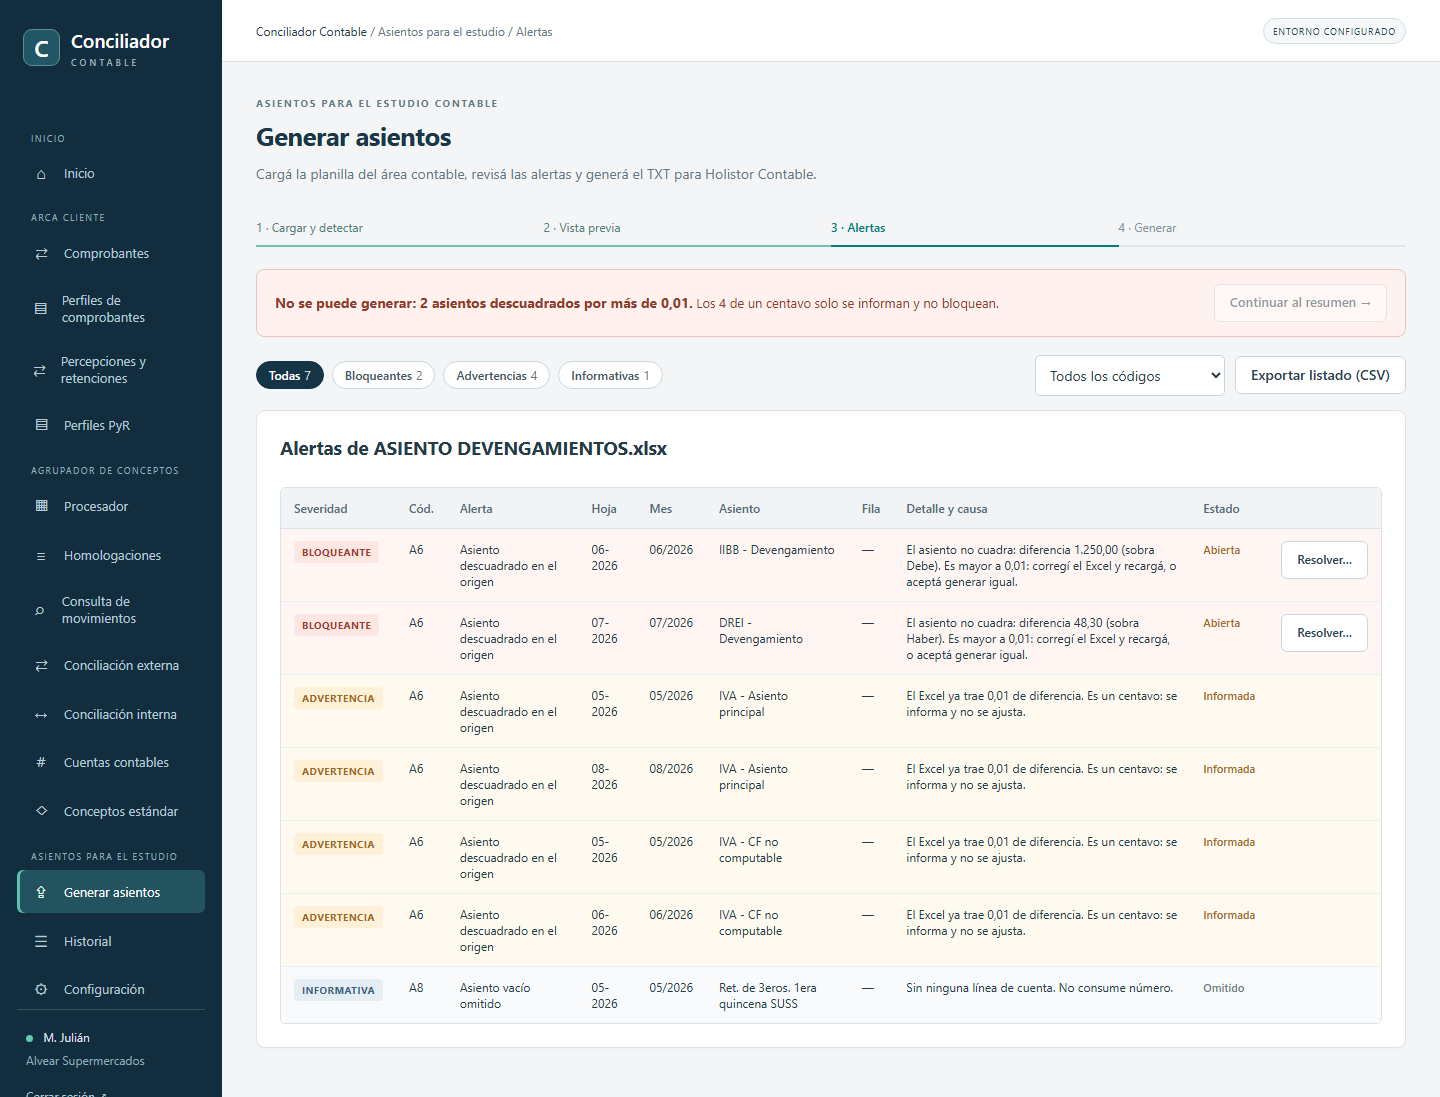 C
Conciliador
CONTABLE
INICIO
Inicio
ARCA CLIENTE
Comprobantes
Perfiles de
comprobantes
Percepciones y
retenciones
Perfiles PyR
AGRUPADOR DE CONCEPTOS
Procesador
Homologaciones
Consulta de
movimientos
Conciliación externa
Conciliación interna
# Cuentas contables
Conceptos estándar
ASIENTOS PARA EL ESTUDIO
Generar asientos
Historial
Configuración
M. Julián
Alvear Supermercados
Cerrar sesión
Conciliador Contable / Asientos para el estudio / Alertas
ENTORNO CONFIGURADO
ASIENTOS PARA EL ESTUDIO CONTABLE
Generar asientos
Cargá la planilla del área contable, revisá las alertas y generá el TXT para Holistor Contable.
1 · Cargar y detectar
2 · Vista previa
3 · Alertas
4 · Generar
No se puede generar: 2 asientos descuadrados por más de 0,01. Los 4 de un centavo solo se informan y no bloquean.
Continuar al resumen →
Todas 7
Bloqueantes 2
Advertencias 4
Informativas 1
Todos los códigos
Exportar listado (CSV)
Alertas de ASIENTO DEVENGAMIENTOS.xlsx
Severidad Cód. Alerta Hoja Mes Asiento Fila Detalle y causa Estado
BLOQUEANTE A6 Asiento 06- 06/2026 IIBB - Devengamiento — El asiento no cuadra: diferencia 1.250,00 (sobra Abierta Resolver...
descuadrado en el 2026 Debe). Es mayor a 0,01: corregí el Excel y recargá, o
origen aceptá generar igual.
BLOQUEANTE A6 Asiento 07- 07/2026 DREI - — El asiento no cuadra: diferencia 48,30 (sobra Abierta Resolver...
descuadrado en el 2026 Devengamiento Haber). Es mayor a 0,01: corregí el Excel y recargá,
origen o aceptá generar igual.
ADVERTENCIA A6 Asiento 05- 05/2026 IVA - Asiento — El Excel ya trae 0,01 de diferencia. Es un centavo: se Informada
descuadrado en el 2026 principal informa y no se ajusta.
origen
ADVERTENCIA A6 Asiento 08- 08/2026 IVA - Asiento — El Excel ya trae 0,01 de diferencia. Es un centavo: se Informada
descuadrado en el 2026 principal informa y no se ajusta.
origen
ADVERTENCIA A6 Asiento 05- 05/2026 IVA - CF no — El Excel ya trae 0,01 de diferencia. Es un centavo: se Informada
descuadrado en el 2026 computable informa y no se ajusta.
origen
ADVERTENCIA A6 Asiento 06- 06/2026 IVA - CF no — El Excel ya trae 0,01 de diferencia. Es un centavo: se Informada
descuadrado en el 2026 computable informa y no se ajusta.
origen
INFORMATIVA A8 Asiento vacío 05- 05/2026 Ret. de 3eros. 1era — Sin ninguna línea de cuenta. No consume número. Omitido
omitido 2026 quincena SUSS